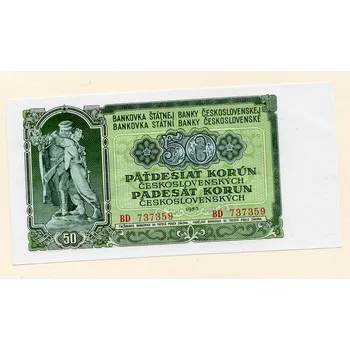 BANKOVKA ŠTÁTNEJ BANKY ČESKOSLOVENSKEJ
BANKOVKA STÁTNÍ BANKY ČESKOSLOVENSKÉ
50
PÄŤDESIAT KORÚN
ČESKOSLOVENSKÝCH
PADESÁT KORUN
ČESKOSLOVENSKÝCH
1953
BD 737359 BD 737359
50